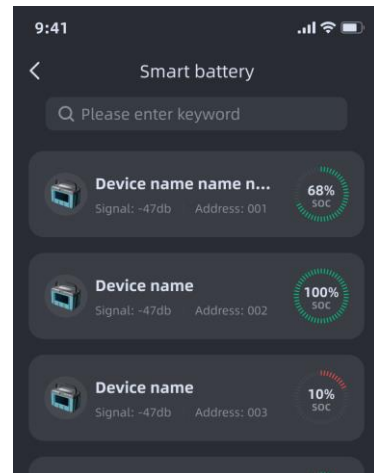 9:41
Smart battery
Please enter keyword
Device name name n...
Signal: -47db Address: 001
68%
SOC
Device name
Signal: -47db Address: 002
100%
SOC
Device name
Signal: -47db Address: 003
10%
SOC